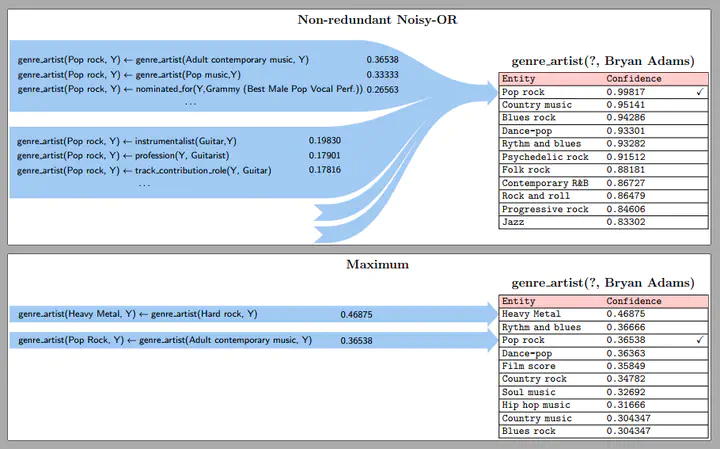 Non-redundant Noisy-OR
genre_artist(Pop rock, Y) ← genre_artist(Adult contemporary music, Y) 0.36538
genre_artist(Pop rock, Y) ← genre_artist(Pop music,Y) 0.33333
genre_artist(Pop rock, Y) ← nominated_for(Y,Grammy (Best Male Pop Vocal Perf.)) 0.26563
...
genre_artist(Pop rock, Y) ← instrumentalist(Guitar,Y) 0.19830
genre_artist(Pop rock, Y) ← profession(Y, Guitarist) 0.17901
genre_artist(Pop rock, Y) ← track_contribution_role(Y, Guitar) 0.17816
...
genre_artist(?, Bryan Adams)
Entity Confidence
Pop rock 0.99817 ✓
Country music 0.95141
Blues rock 0.94286
Dance-pop 0.93301
Rythm and blues 0.93282
Psychedelic rock 0.91512
Folk rock 0.88181
Contemporary R&B 0.86727
Rock and roll 0.86479
Progressive rock 0.84606
Jazz 0.83302
Maximum
genre_artist(Heavy Metal, Y) ← genre_artist(Hard rock, Y) 0.46875
genre_artist(Pop Rock, Y) ← genre_artist(Adult contemporary music, Y) 0.36538
genre_artist(?, Bryan Adams)
Entity Confidence
Heavy Metal 0.46875
Rythm and blues 0.36666
Pop rock 0.36538 ✓
Dance-pop 0.36363
Film score 0.35849
Country rock 0.34782
Soul music 0.32692
Hip hop music 0.31666
Country music 0.304347
Blues rock 0.304347